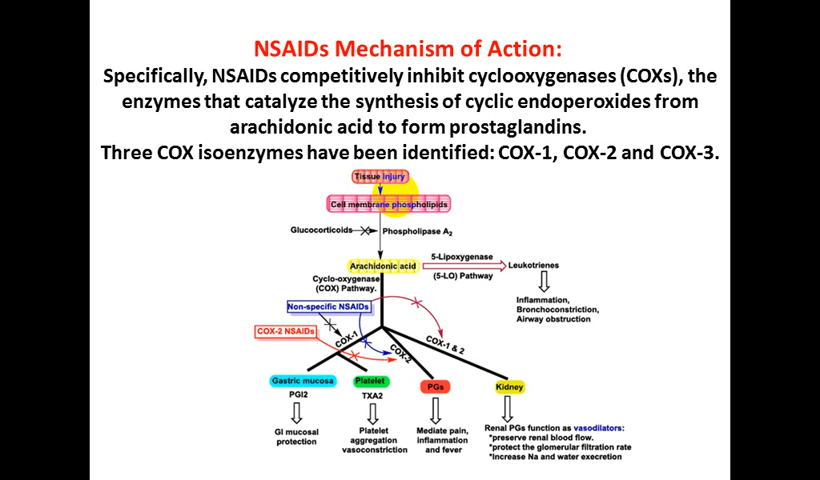 NSAIDs Mechanism of Action:
Specifically, NSAIDs competitively inhibit cyclooxygenases (COXs), the
enzymes that catalyze the synthesis of cyclic endoperoxides from
arachidonic acid to form prostaglandins.
Three COX isoenzymes have been identified: COX-1, COX-2 and COX-3.
Tissue injury
Cell membrane phospholipids
Glucocorticoids
Phospholipase A2
Arachidonic acid
5-Lipoxygenase
(5-LO) Pathway
Leukotrienes
Cyclo-oxygenase
(COX) Pathway.
Inflammation,
Bronchoconstriction,
Airway obstruction
Non-specific NSAIDs
COX-2 NSAIDs
COX-1
COX-2
COX-1 & 2
Gastric mucosa
PGI2
GI mucosal
protection
Platelet
TXA2
Platelet
aggregation
vasoconstriction
PGs
Mediate pain,
inflammation
and fever
Kidney
Renal PGs function as vasodilators:
*preserve renal blood flow.
*protect the glomerular filtration rate
*Increase Na and water execretion